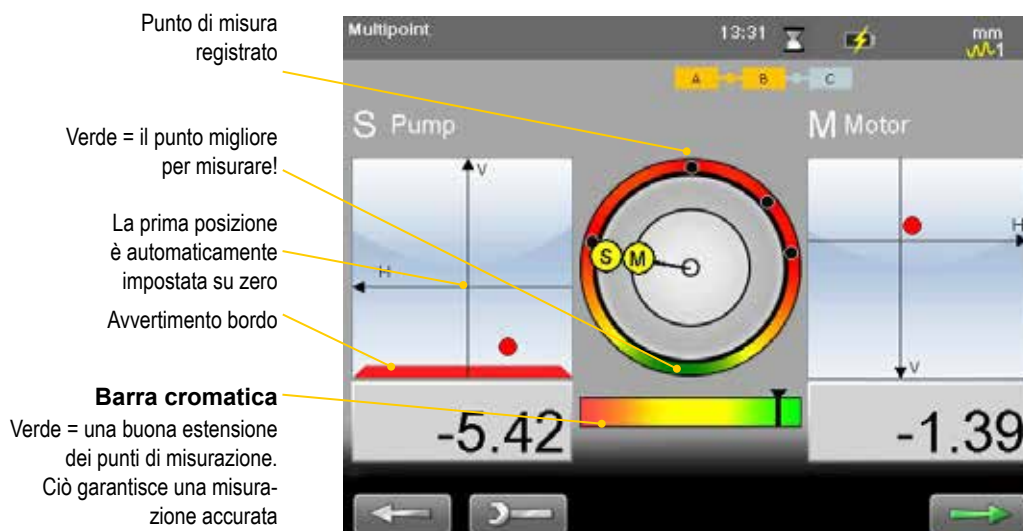 Punto di misura
registrato
Verde = il punto migliore
per misurare!
La prima posizione
è automaticamente
impostata su zero
Avvertimento bordo
Barra cromatica
Verde = una buona estensione
dei punti di misurazione.
Ciò garantisce una misura-
zione accurata
Multipoint
13:31
mm
1
A
B
C
S Pump
M Motor
V
H
S
M
H
V
-5.42
-1.39